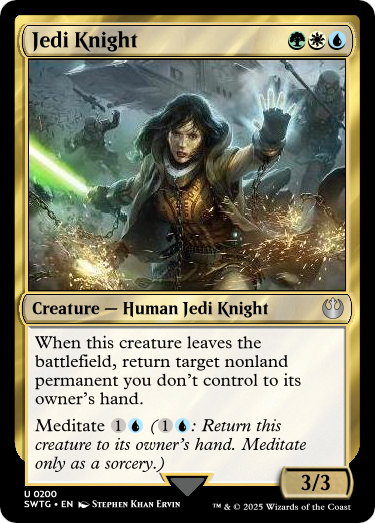 Jedi Knight
Creature — Human Jedi Knight
When this creature leaves the
battlefield, return target nonland
permanent you don't control to its
owner's hand.
Meditate 1 (1 : Return this
creature to its owner's hand. Meditate
only as a sorcery.)
3/3
U 0200
SWTG • EN Stephen Khan Ervin
™ & © 2025 Wizards of the Coast